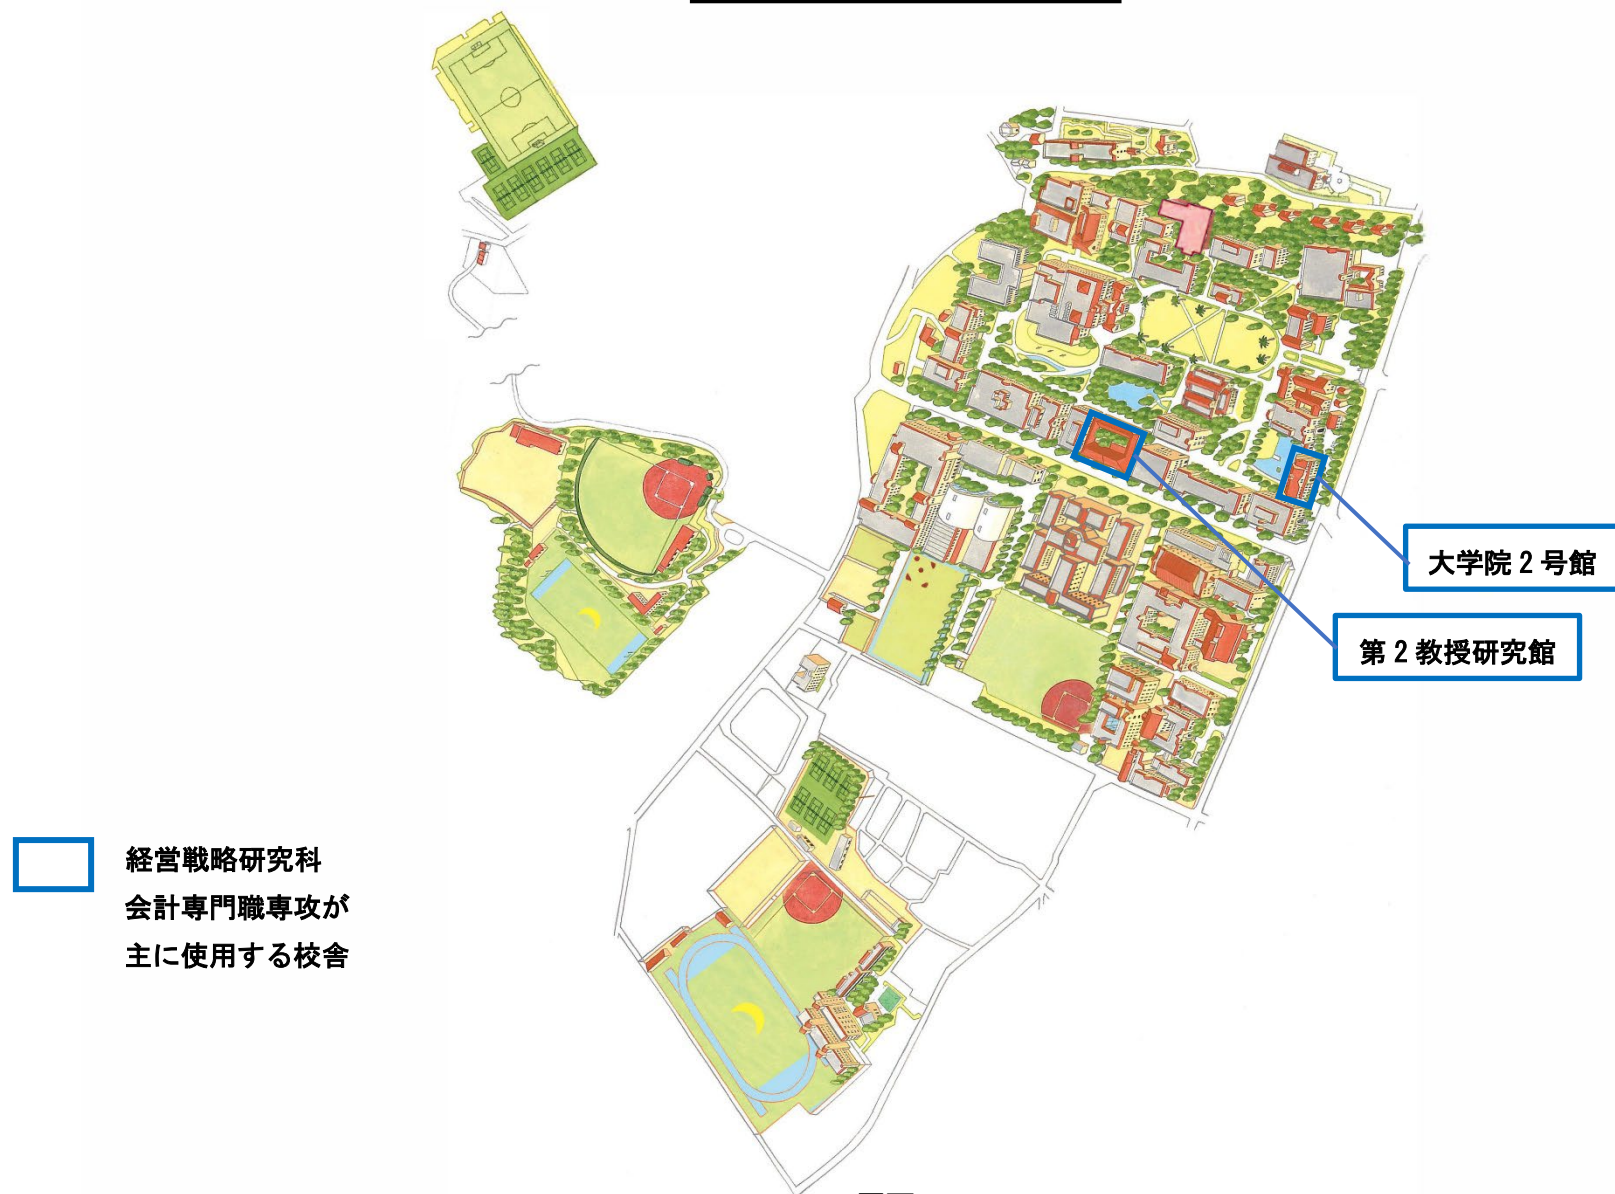 大学院 2 号館
第 2 教授研究館
経営戦略研究科
会計専門職専攻が
主に使用する校舎